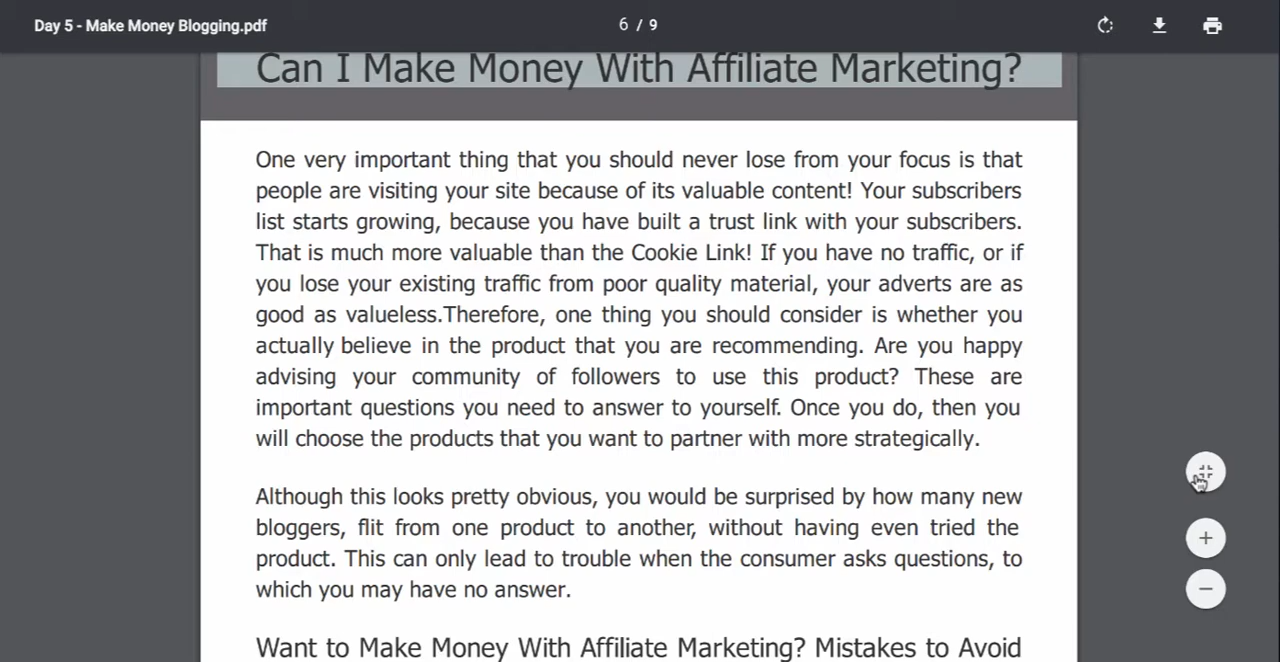 Day 5 - Make Money Blogging.pdf
6 / 9
Can I Make Money With Affiliate Marketing?
One very important thing that you should never lose from your focus is that
people are visiting your site because of its valuable content! Your subscribers
list starts growing, because you have built a trust link with your subscribers.
That is much more valuable than the Cookie Link! If you have no traffic, or if
you lose your existing traffic from poor quality material, your adverts are as
good as valueless.Therefore, one thing you should consider is whether you
actually believe in the product that you are recommending. Are you happy
advising your community of followers to use this product? These are
important questions you need to answer to yourself. Once you do, then you
will choose the products that you want to partner with more strategically.
Although this looks pretty obvious, you would be surprised by how many new
bloggers, flit from one product to another, without having even tried the
product. This can only lead to trouble when the consumer asks questions, to
which you may have no answer.
Want to Make Money With Affiliate Marketing? Mistakes to Avoid